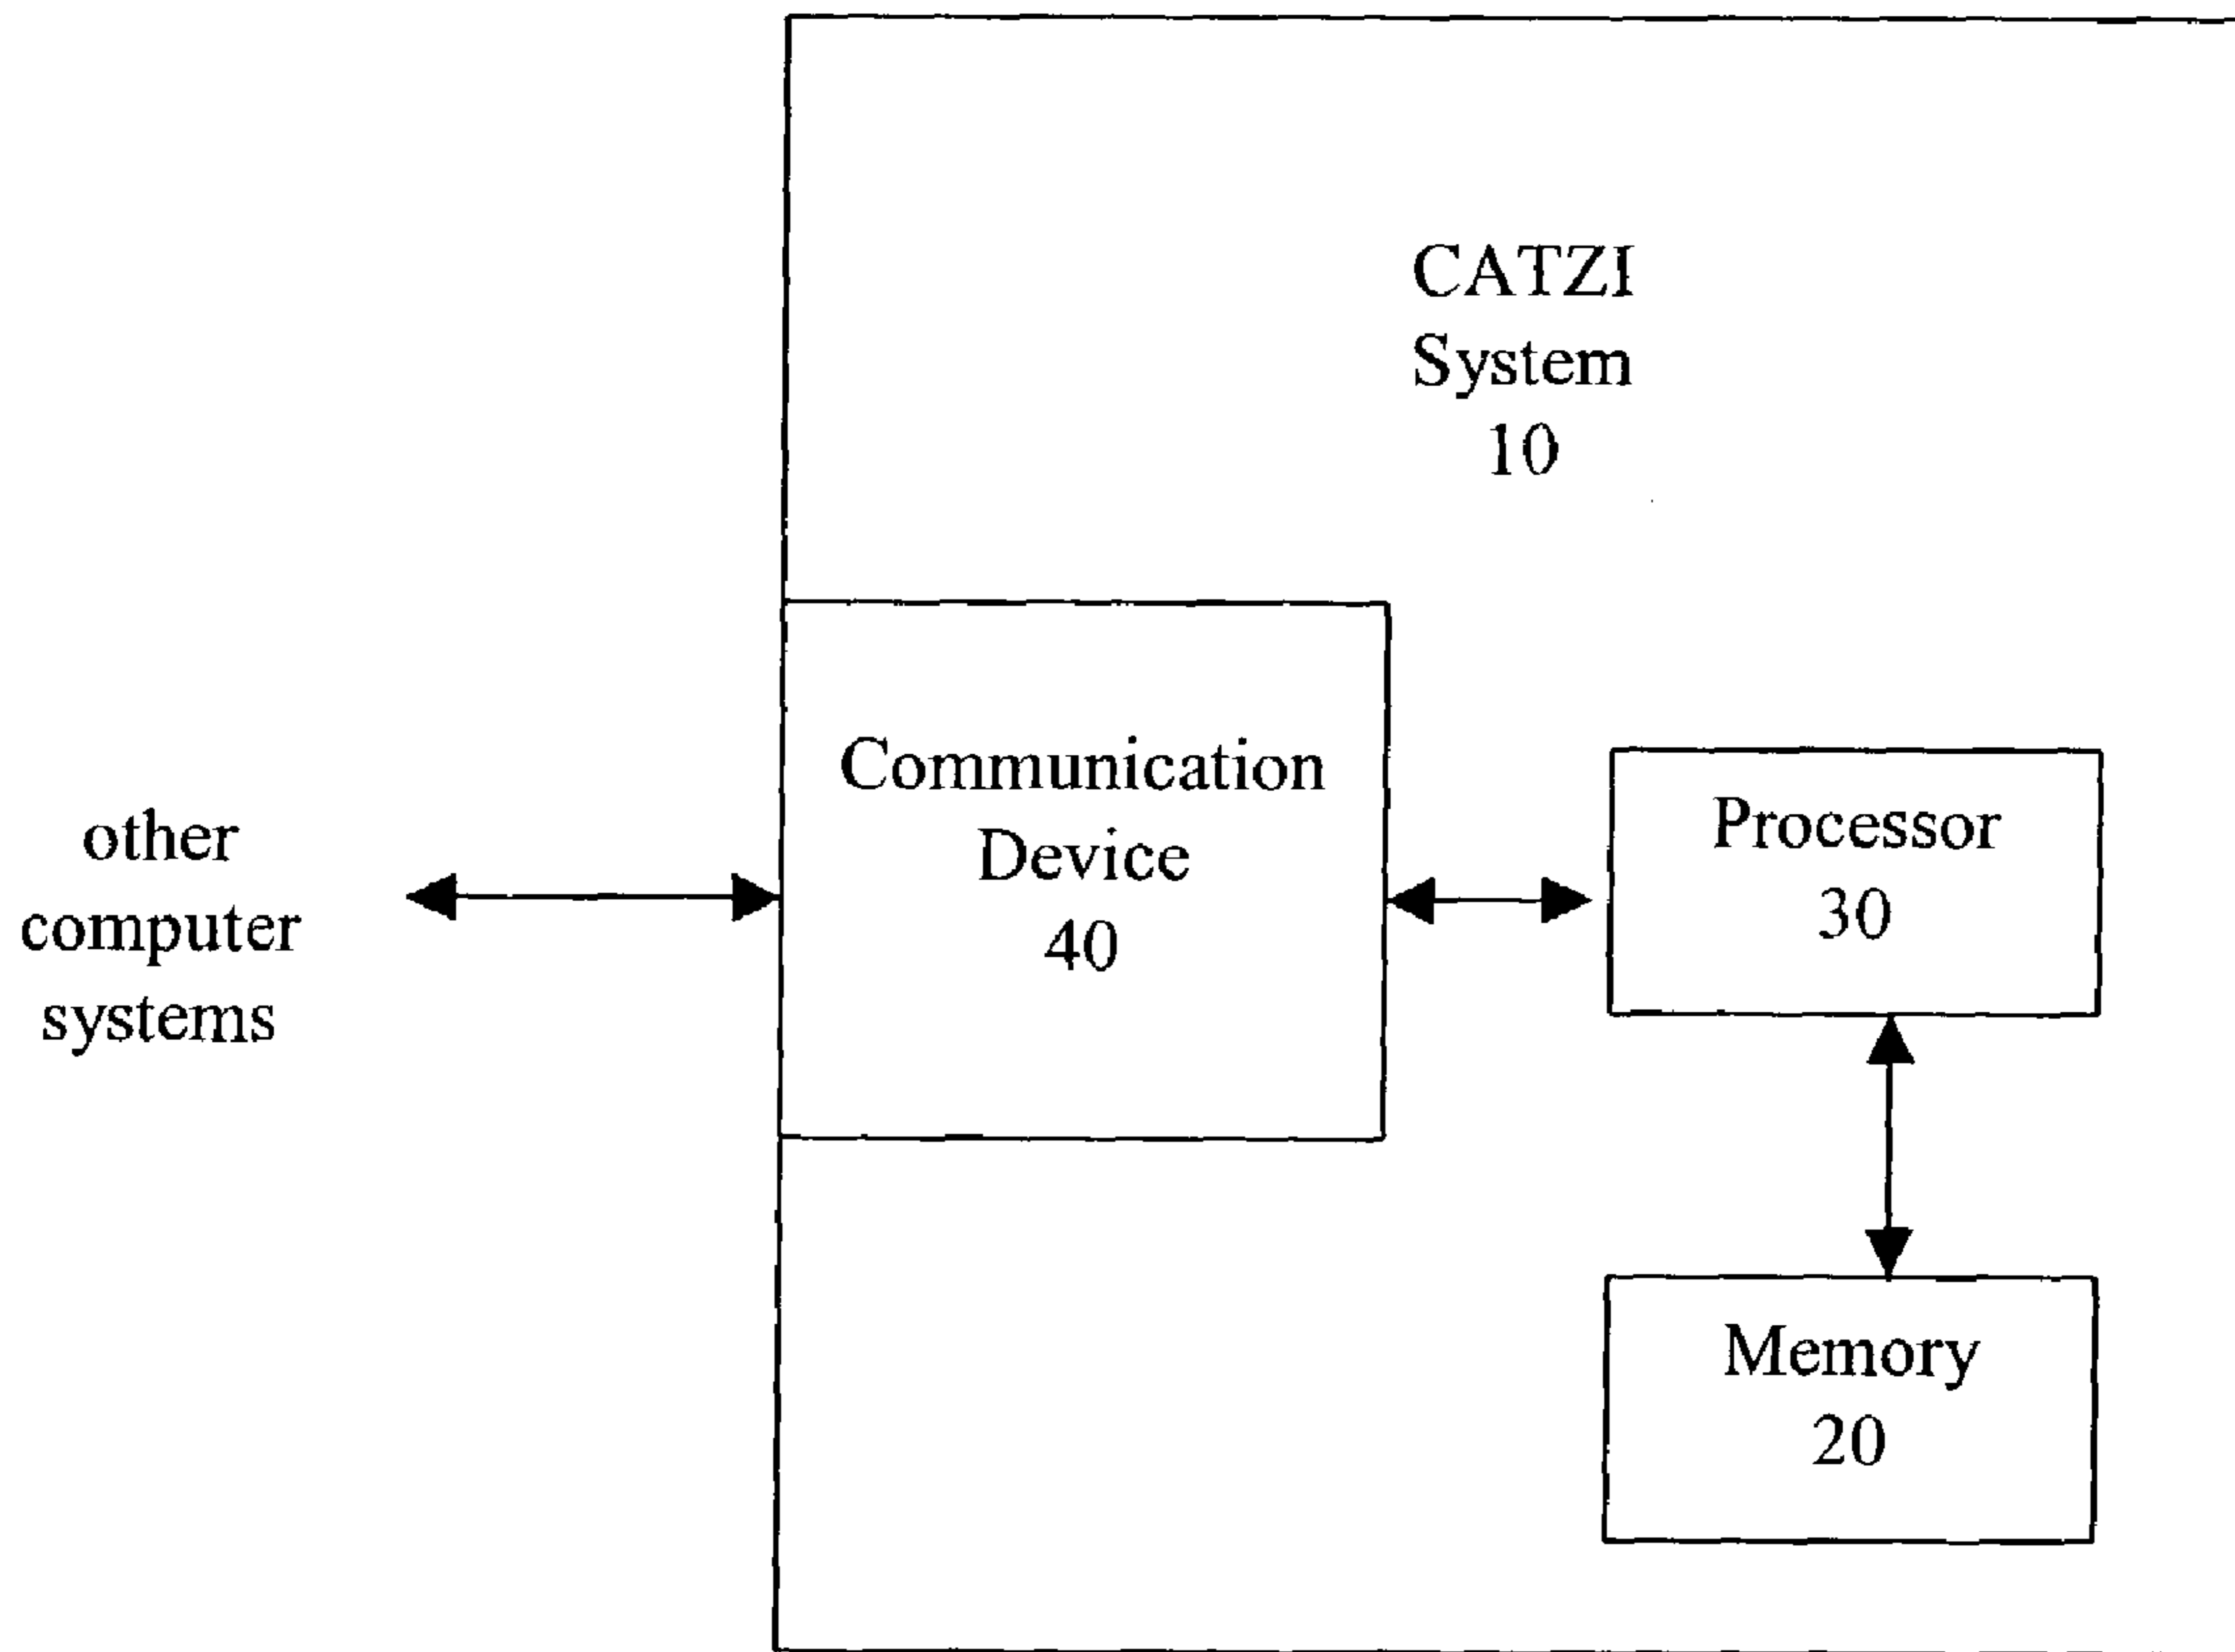 CATZI
System
10
Communication
Device
40
Processor
30
other
computer
systems
Memory
20